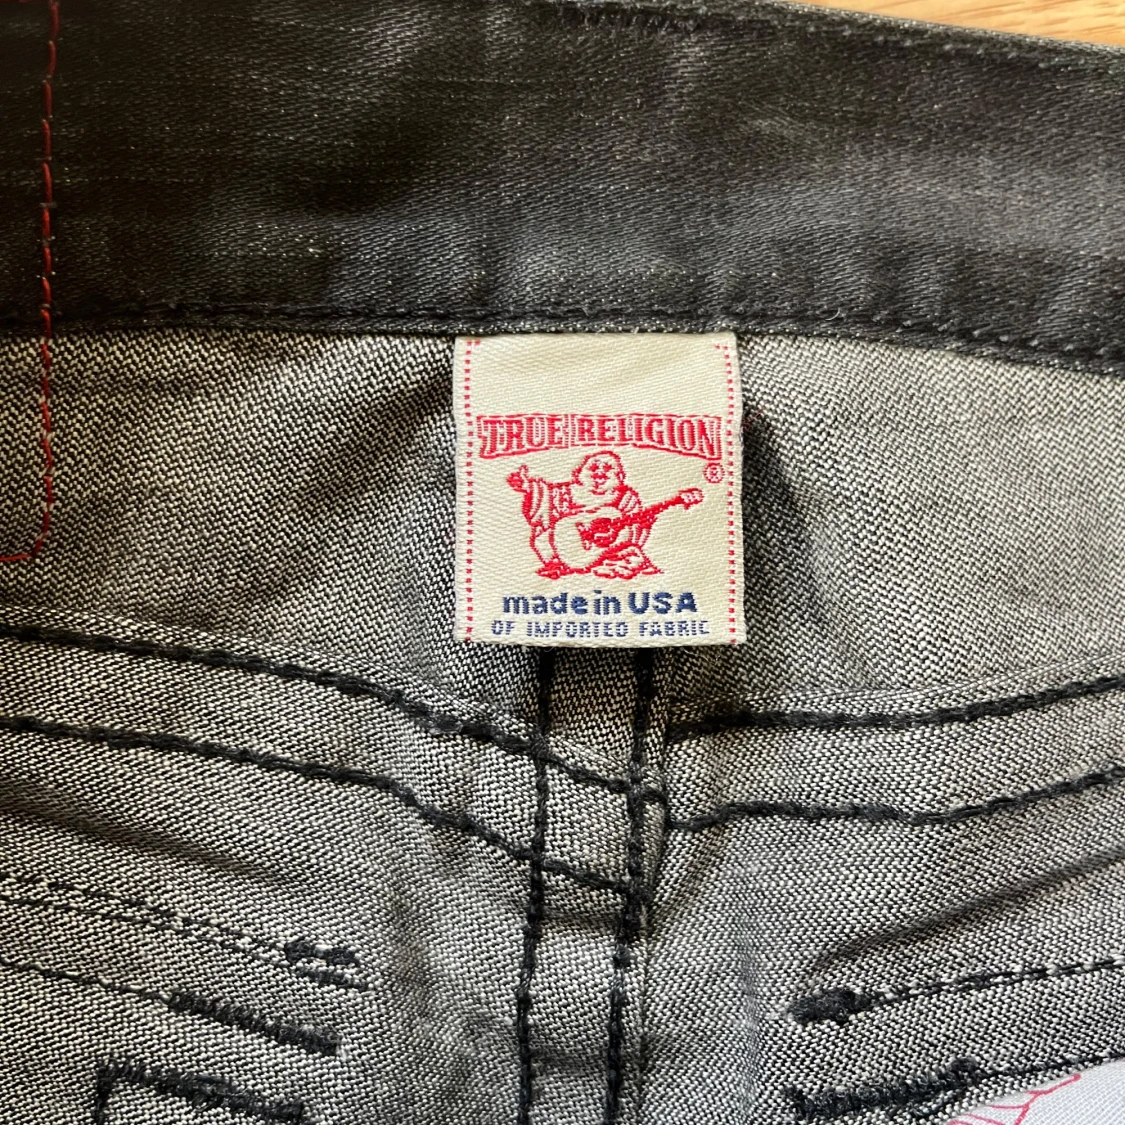 TRUE RELIGION
®
made in USA
OF IMPORTED FABRIC